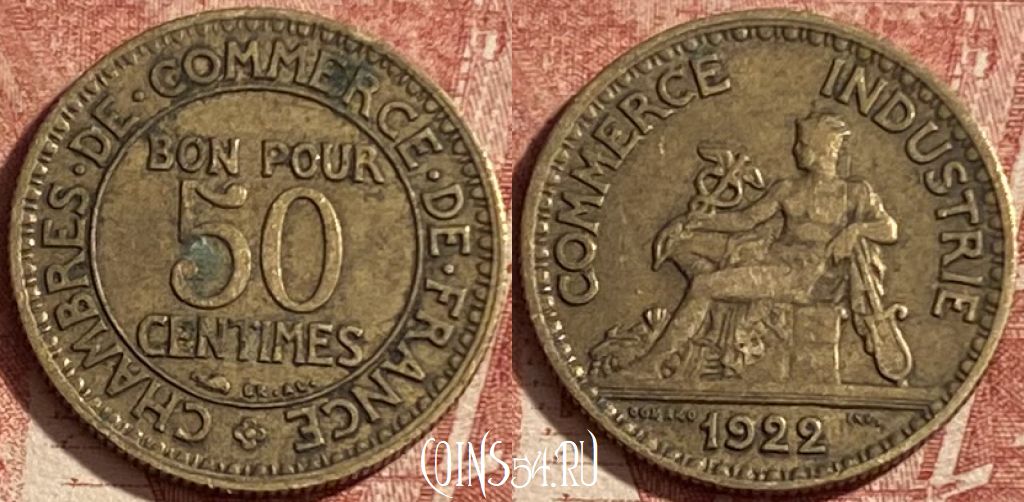 CHAMBRES·DE·COMMERCE·DE·FRANCE
BON POUR
50
CENTIMES
COMMERCE INDUSTRIE
1922
COINS54.RU